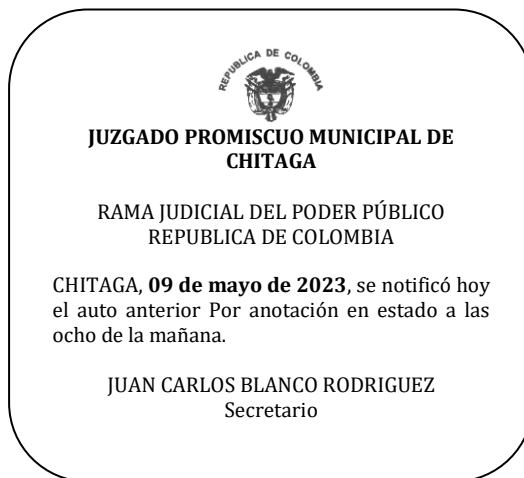 REPUBLICA DE COLOMBIA
JUZGADO PROMISCUO MUNICIPAL DE
CHITAGA
RAMA JUDICIAL DEL PODER PÚBLICO
REPUBLICA DE COLOMBIA
CHITAGA, 09 de mayo de 2023, se notificó hoy
el auto anterior Por anotación en estado a las
ocho de la mañana.
JUAN CARLOS BLANCO RODRIGUEZ
Secretario